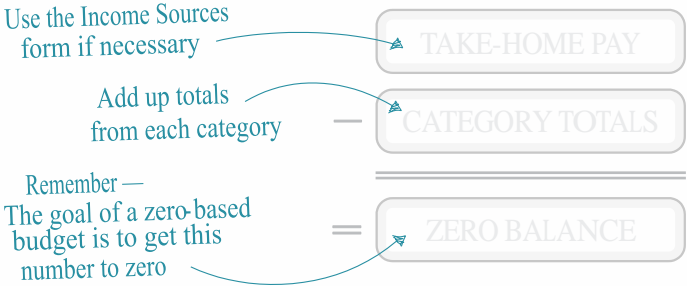 Use the Income Sources
form if necessary
TAKE-HOME PAY
Add up totals
from each category
— CATEGORY TOTALS
Remember —
The goal of a zero-based
budget is to get this
number to zero
= ZERO BALANCE